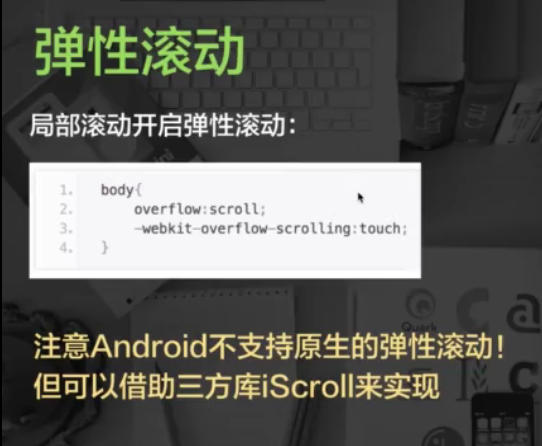 弹性滚动
局部滚动开启弹性滚动：
1. body{
2. overflow:scroll;
3. -webkit-overflow-scrolling:touch;
4. }
Quark
注意Android不支持原生的弹性滚动！
但可以借助三方库iScroll来实现